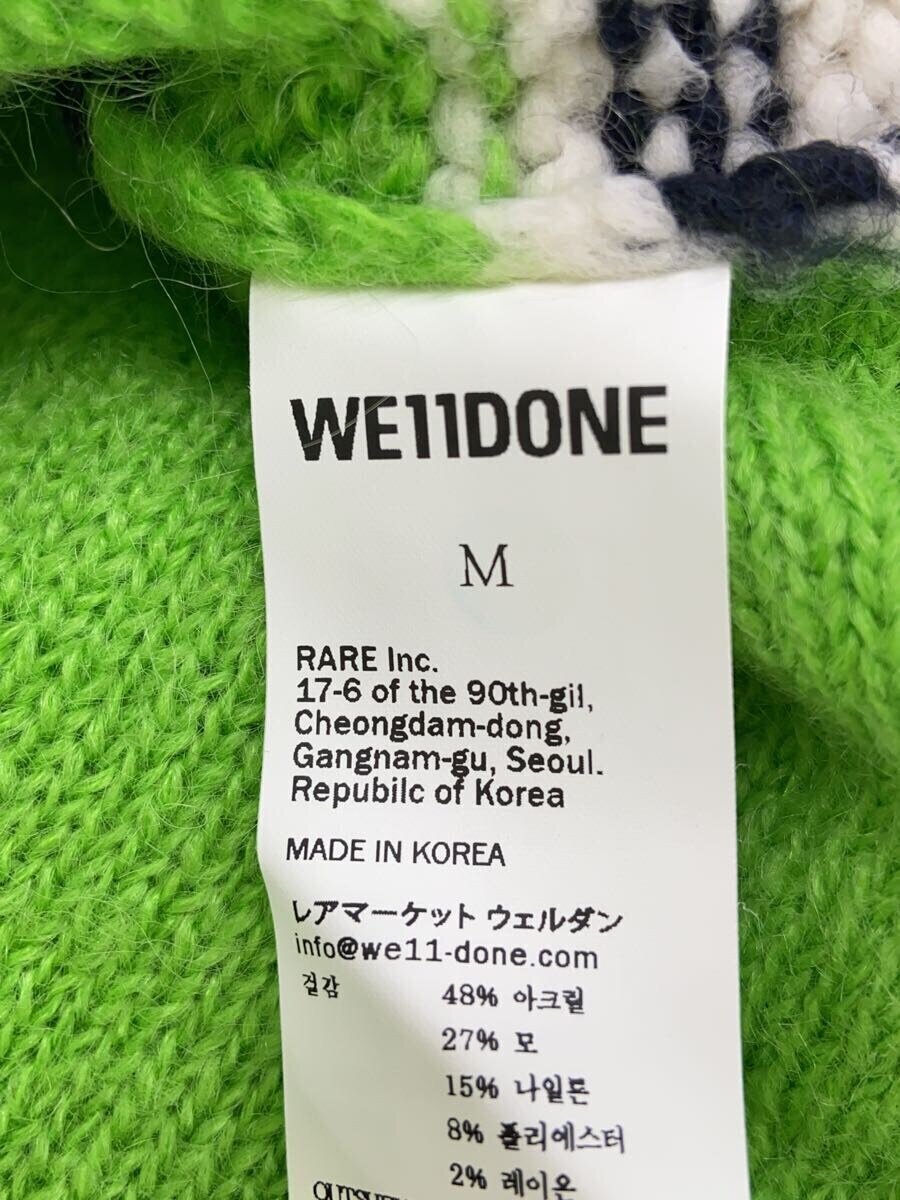 WE11DONE
M
RARE Inc.
17-6 of the 90th-gil,
Cheongdam-dong,
Gangnam-gu, Seoul.
Repubilc of Korea
MADE IN KOREA
レアマーケット ウェルダン
info@we11-done.com
겉감 48% 아크릴
27% 모
15% 나일론
8% 폴리에스터
2% 레이온